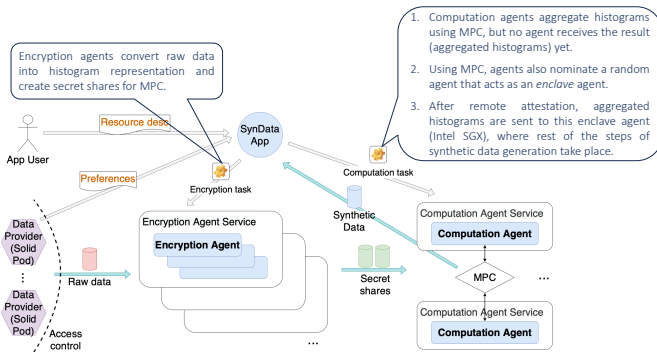 Encryption agents convert raw data
into histogram representation and
create secret shares for MPC.
1. Computation agents aggregate histograms
using MPC, but no agent receives the result
(aggregated histograms) yet.
2. Using MPC, agents also nominate a random
agent that acts as an enclave agent.
3. After remote attestation, aggregated
histograms are sent to this enclave agent
(Intel SGX), where rest of the steps of
synthetic data generation take place.
Resource desc
App User
SynData
App
Preferences
Encryption task
Computation task
Data
Provider
(Solid
Pod)
Data
Provider
(Solid
Pod)
Access
control
Raw data
Encryption Agent Service
Encryption Agent
...
Synthetic
Data
Secret
shares
Computation Agent Service
Computation Agent
MPC
...
Computation Agent Service
Computation Agent